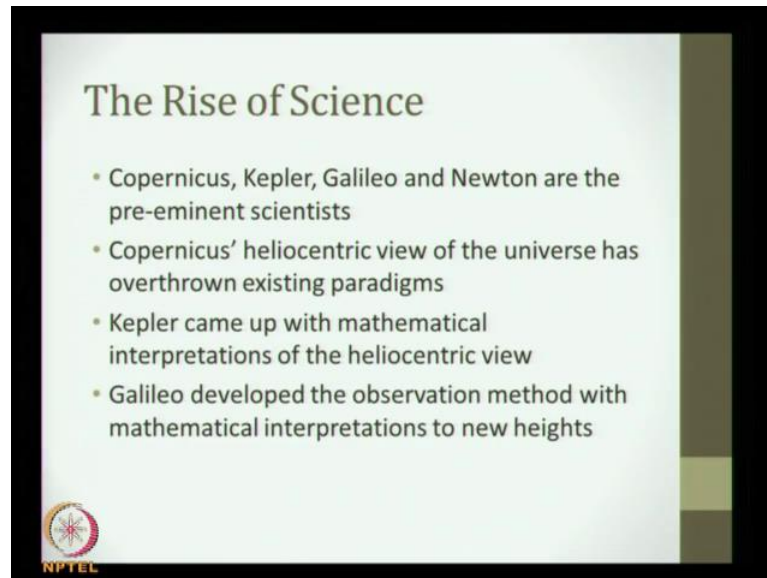 The Rise of Science
• Copernicus, Kepler, Galileo and Newton are the
pre-eminent scientists
• Copernicus’ heliocentric view of the universe has
overthrown existing paradigms
• Kepler came up with mathematical
interpretations of the heliocentric view
• Galileo developed the observation method with
mathematical interpretations to new heights
NPTEL